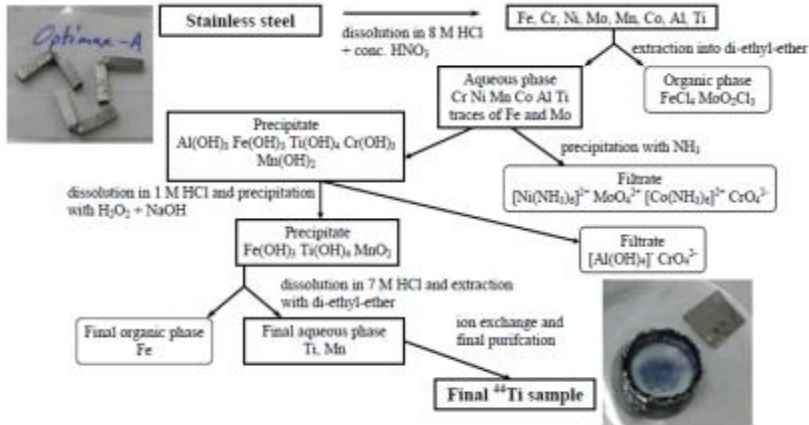 Optimax-A
Stainless steel
dissolution in 8 M HCl
+ conc. HNO3
Fe, Cr, Ni, Mo, Mn, Co, Al, Ti
extraction into di-ethyl-ether
Aqueous phase
Cr Ni Mn Co Al Ti
traces of Fe and Mo
Organic phase
FeCl4 MoO2Cl3
Precipitate
Al(OH)3 Fe(OH)3 Ti(OH)4 Cr(OH)3
Mn(OH)2
precipitation with NH3
Filtrate
[Ni(NH3)6]2+ MoO42- [Co(NH3)6]2+ CrO42-
dissolution in 1 M HCl and precipitation
with H2O2 + NaOH
Precipitate
Fe(OH)3 Ti(OH)4 MnO2
Filtrate
[Al(OH)4]- CrO42-
dissolution in 7 M HCl and extraction
with di-ethyl-ether
Final organic phase
Fe
Final aqueous phase
Ti, Mn
ion exchange and
final purifcation
Final 44Ti sample